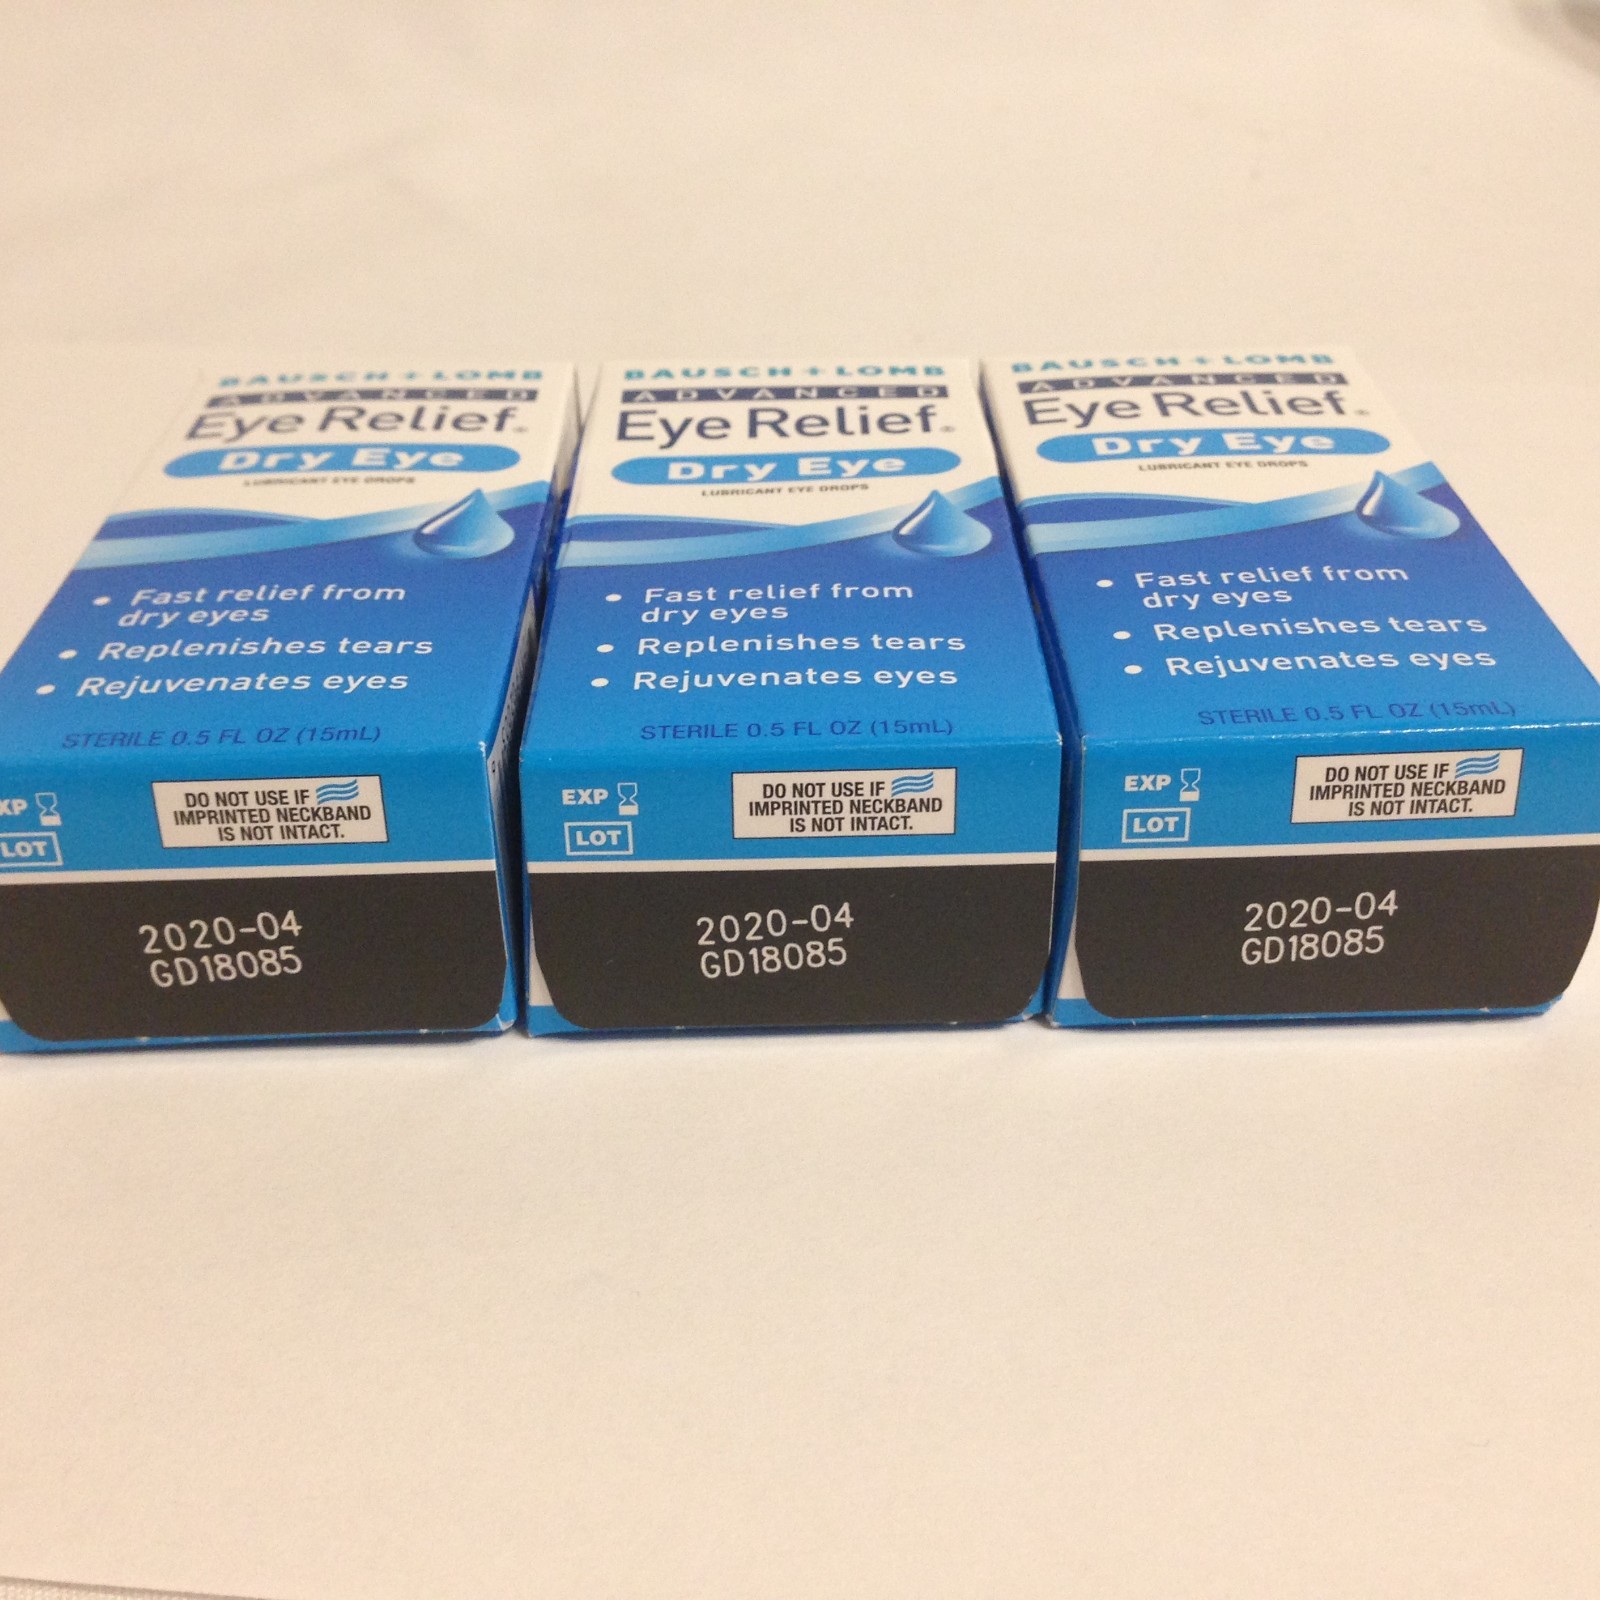 BAUSCH + LOMB
ADVANCED
Eye Relief®
Dry Eye
LUBRICANT EYE DROPS
• Fast relief from
dry eyes
• Replenishes tears
• Rejuvenates eyes
STERILE 0.5 FL OZ (15mL)
XP
LOT
DO NOT USE IF
IMPRINTED NECKBAND
IS NOT INTACT.
2020-04
GD18085
BAUSCH + LOMB
ADVANCED
Eye Relief®
Dry Eye
LUBRICANT EYE DROPS
• Fast relief from
dry eyes
• Replenishes tears
• Rejuvenates eyes
STERILE 0.5 FL OZ (15mL)
EXP
LOT
DO NOT USE IF
IMPRINTED NECKBAND
IS NOT INTACT.
2020-04
GD18085
BAUSCH + LOMB
ADVANCED
Eye Relief®
Dry Eye
LUBRICANT EYE DROPS
• Fast relief from
dry eyes
• Replenishes tears
• Rejuvenates eyes
STERILE 0.5 FL OZ (15mL)
EXP
LOT
DO NOT USE IF
IMPRINTED NECKBAND
IS NOT INTACT.
2020-04
GD18085